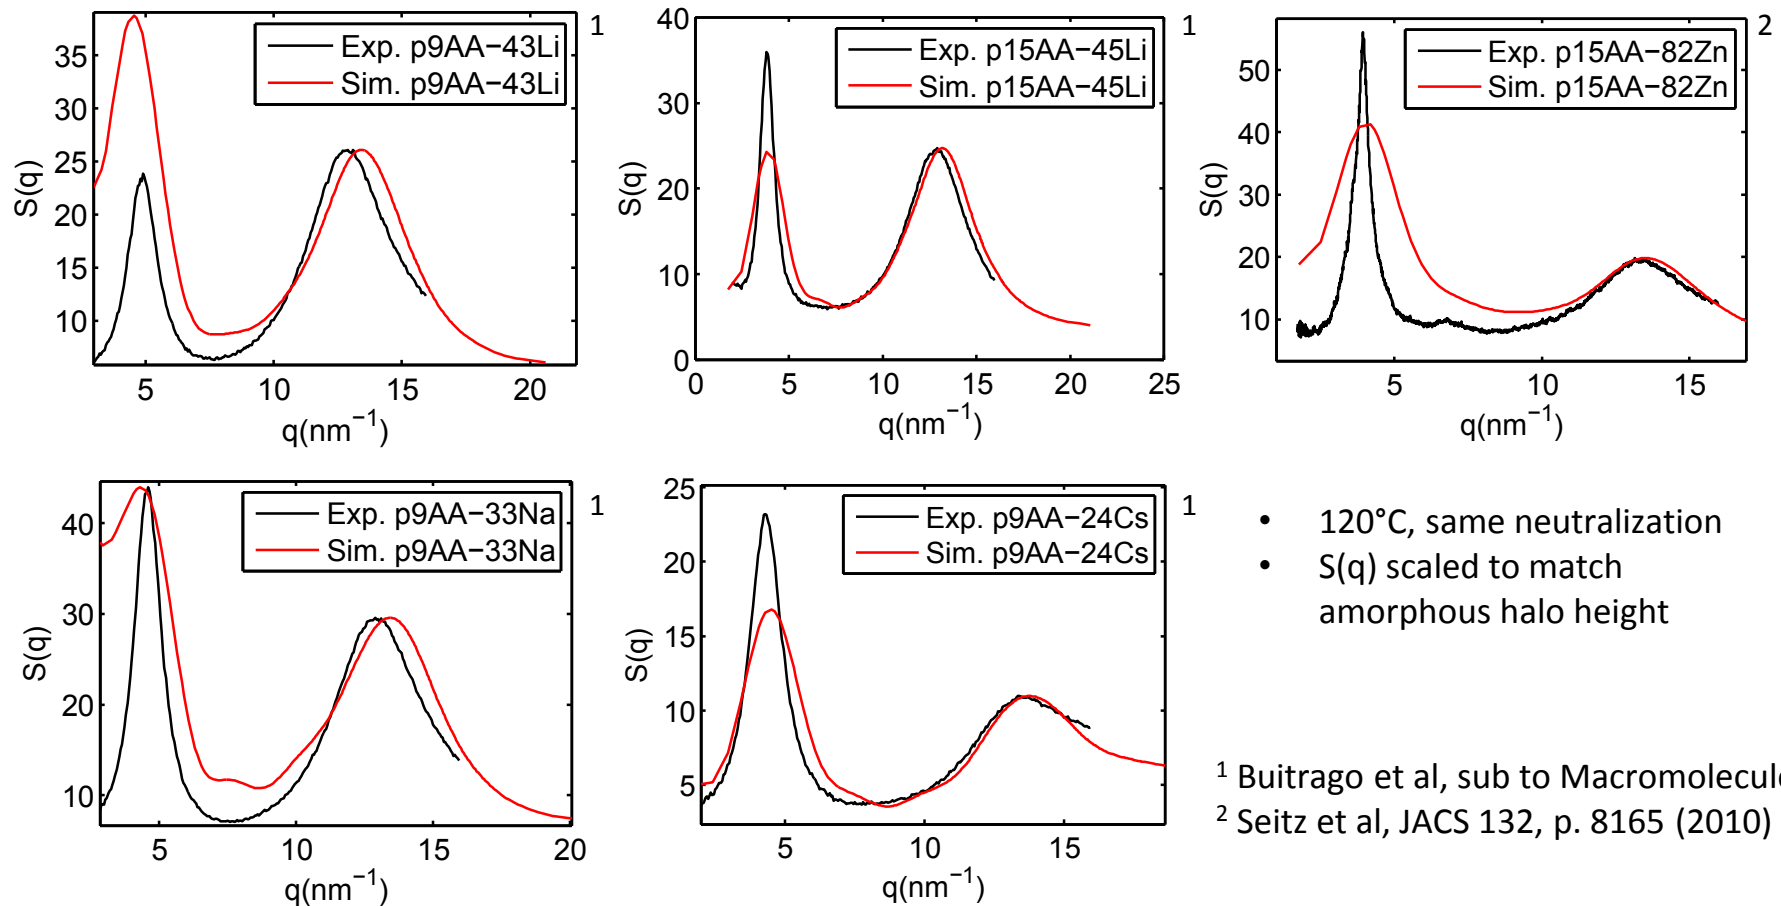 1
Exp. p9AA−43Li
Sim. p9AA−43Li
35
30
25
20
15
10
S(q)
5 10 15 20
q(nm⁻¹)
1
Exp. p15AA−45Li
Sim. p15AA−45Li
40
30
20
10
0
S(q)
0 5 10 15 20 25
q(nm⁻¹)
2
Exp. p15AA−82Zn
Sim. p15AA−82Zn
50
40
30
20
10
S(q)
5 10 15
q(nm⁻¹)
1
Exp. p9AA−33Na
Sim. p9AA−33Na
40
30
20
10
S(q)
5 10 15 20
q(nm⁻¹)
1
Exp. p9AA−24Cs
Sim. p9AA−24Cs
25
20
15
10
5
S(q)
5 10 15
q(nm⁻¹)
• 120°C, same neutralization
• S(q) scaled to match
amorphous halo height
¹ Buitrago et al, sub to Macromolecule
² Seitz et al, JACS 132, p. 8165 (2010)